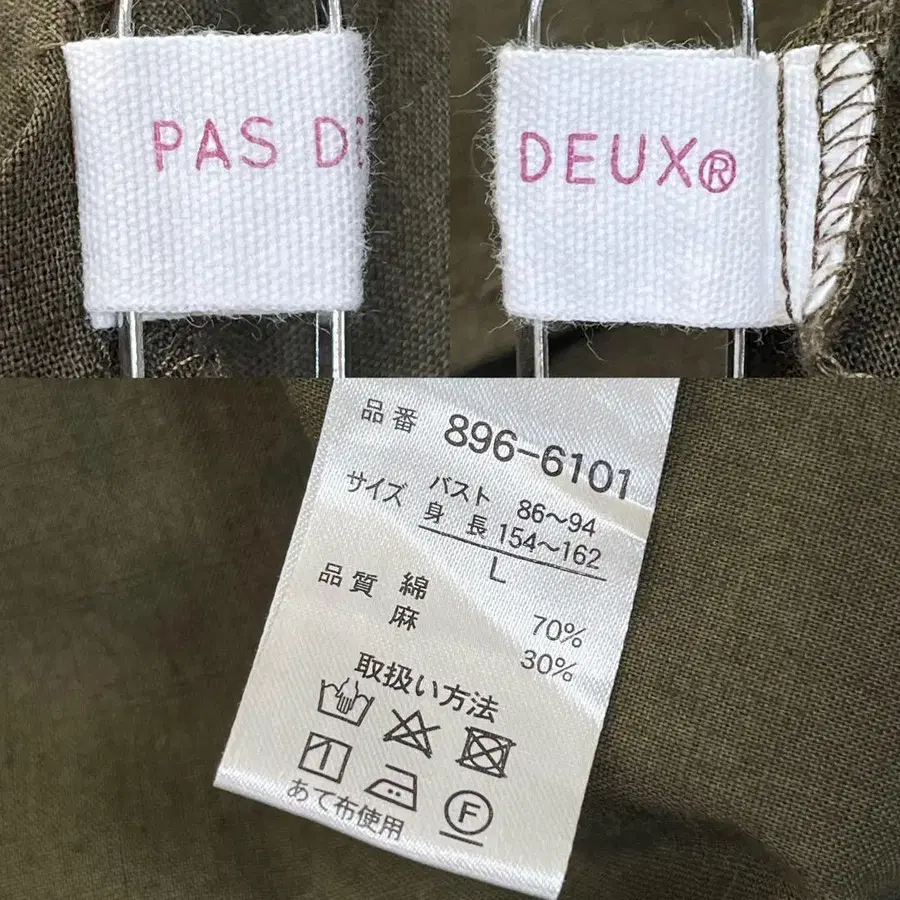 PAS DE
DEUX®
品番 896-6101
サイズ バスト 86~94
身長 154~162
L
品質 綿 70%
麻 30%
取扱い方法
あて布使用
F